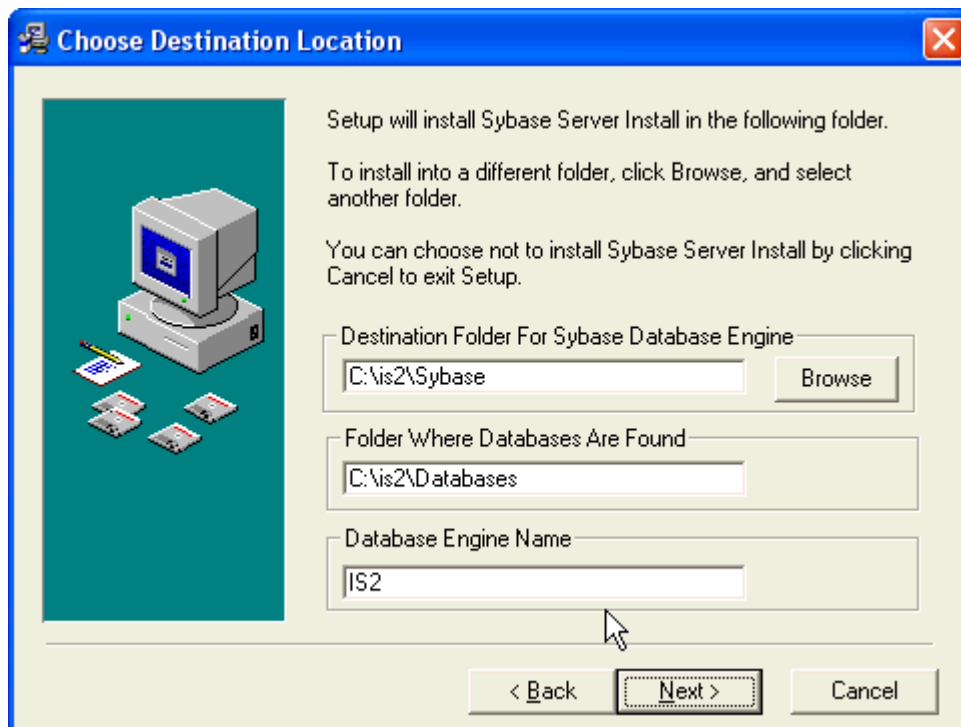 Choose Destination Location
Setup will install Sybase Server Install in the following folder.
To install into a different folder, click Browse, and select
another folder.
You can choose not to install Sybase Server Install by clicking
Cancel to exit Setup.
Destination Folder For Sybase Database Engine
C:\is2\Sybase
Browse
Folder Where Databases Are Found
C:\is2\Databases
Database Engine Name
IS2
< Back
Next >
Cancel